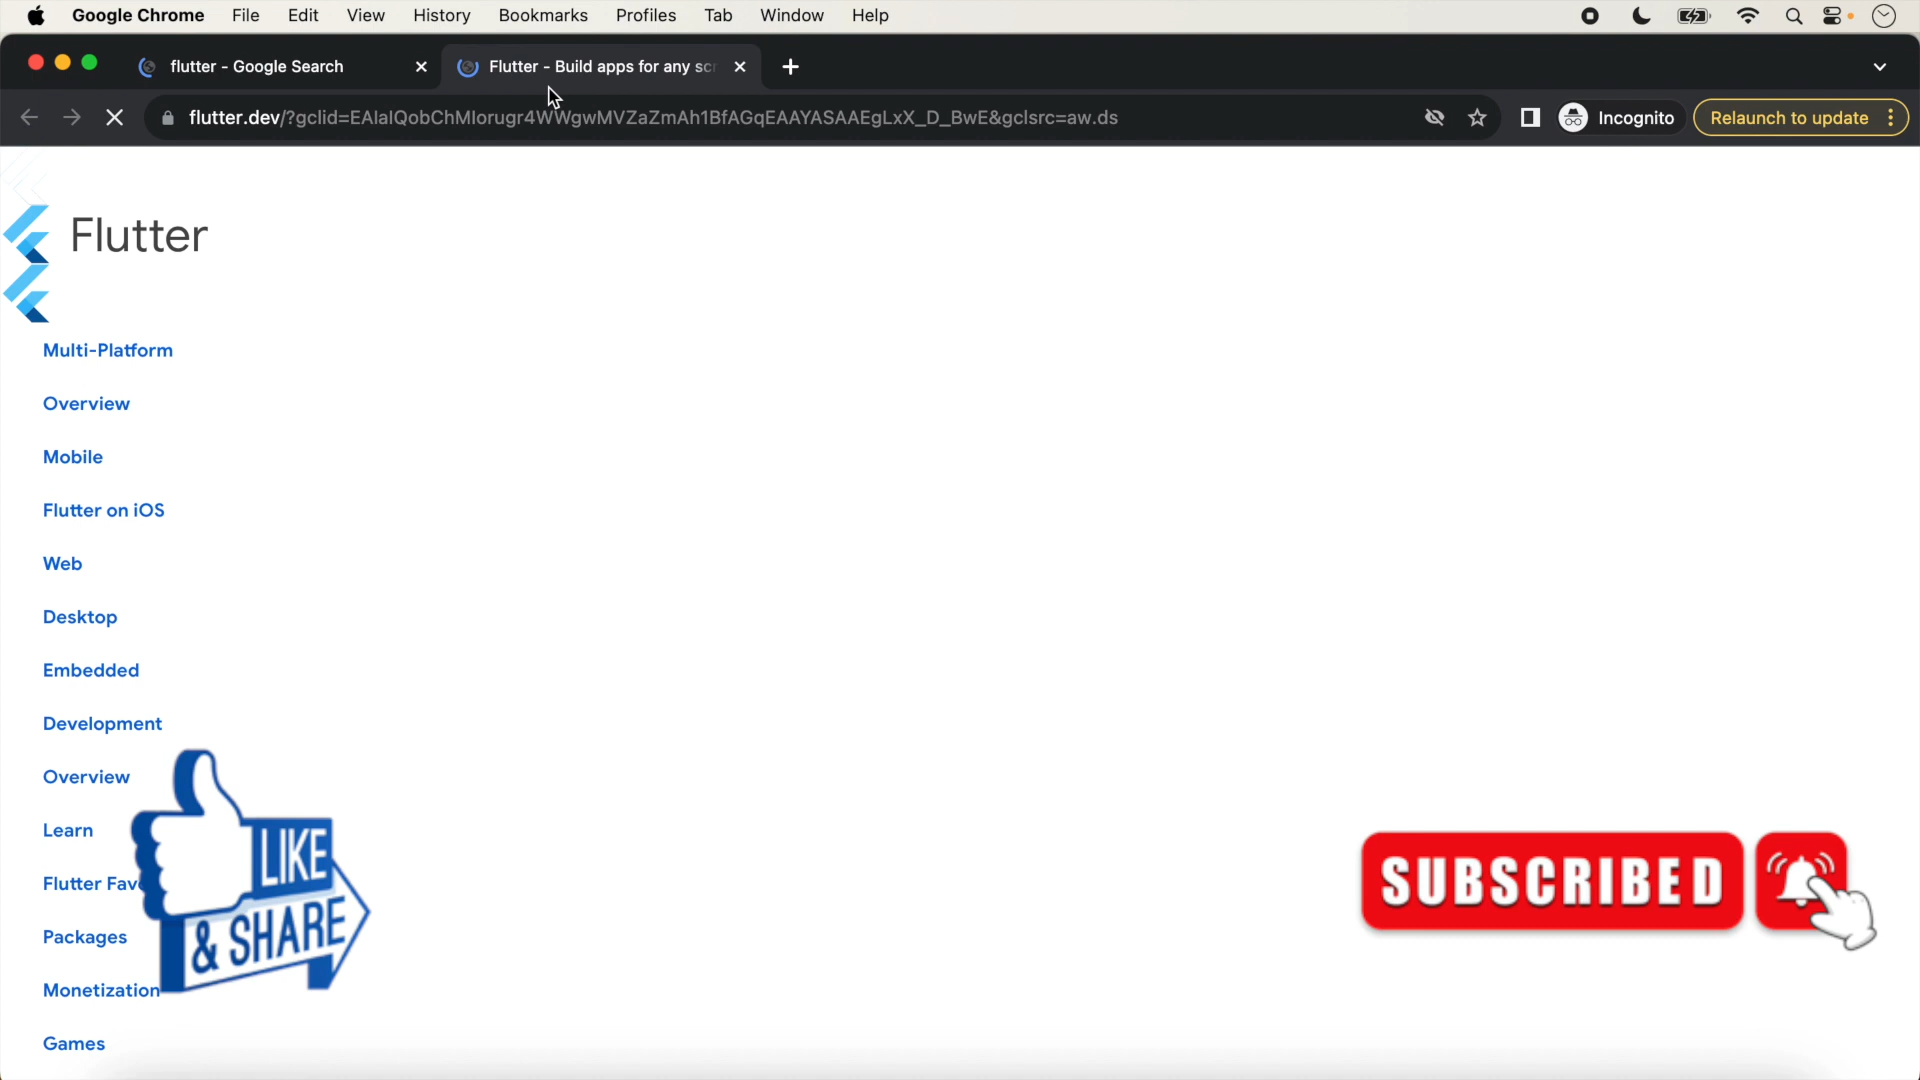 Google Chrome File Edit View History Bookmarks Profiles Tab Window Help
flutter - Google Search
Flutter - Build apps for any scr
flutter.dev/?gclid=EAIaIQobChMIorugr4WWgwMVZaZmAh1BfAGqEAAYASAAEgLxX_D_BwE&gclsrc=aw.ds
Incognito
Relaunch to update
Flutter
Multi-Platform
Overview
Mobile
Flutter on iOS
Web
Desktop
Embedded
Development
Overview
Learn
Flutter Fav
Packages
Monetization
Games
LIKE
& SHARE
SUBSCRIBED